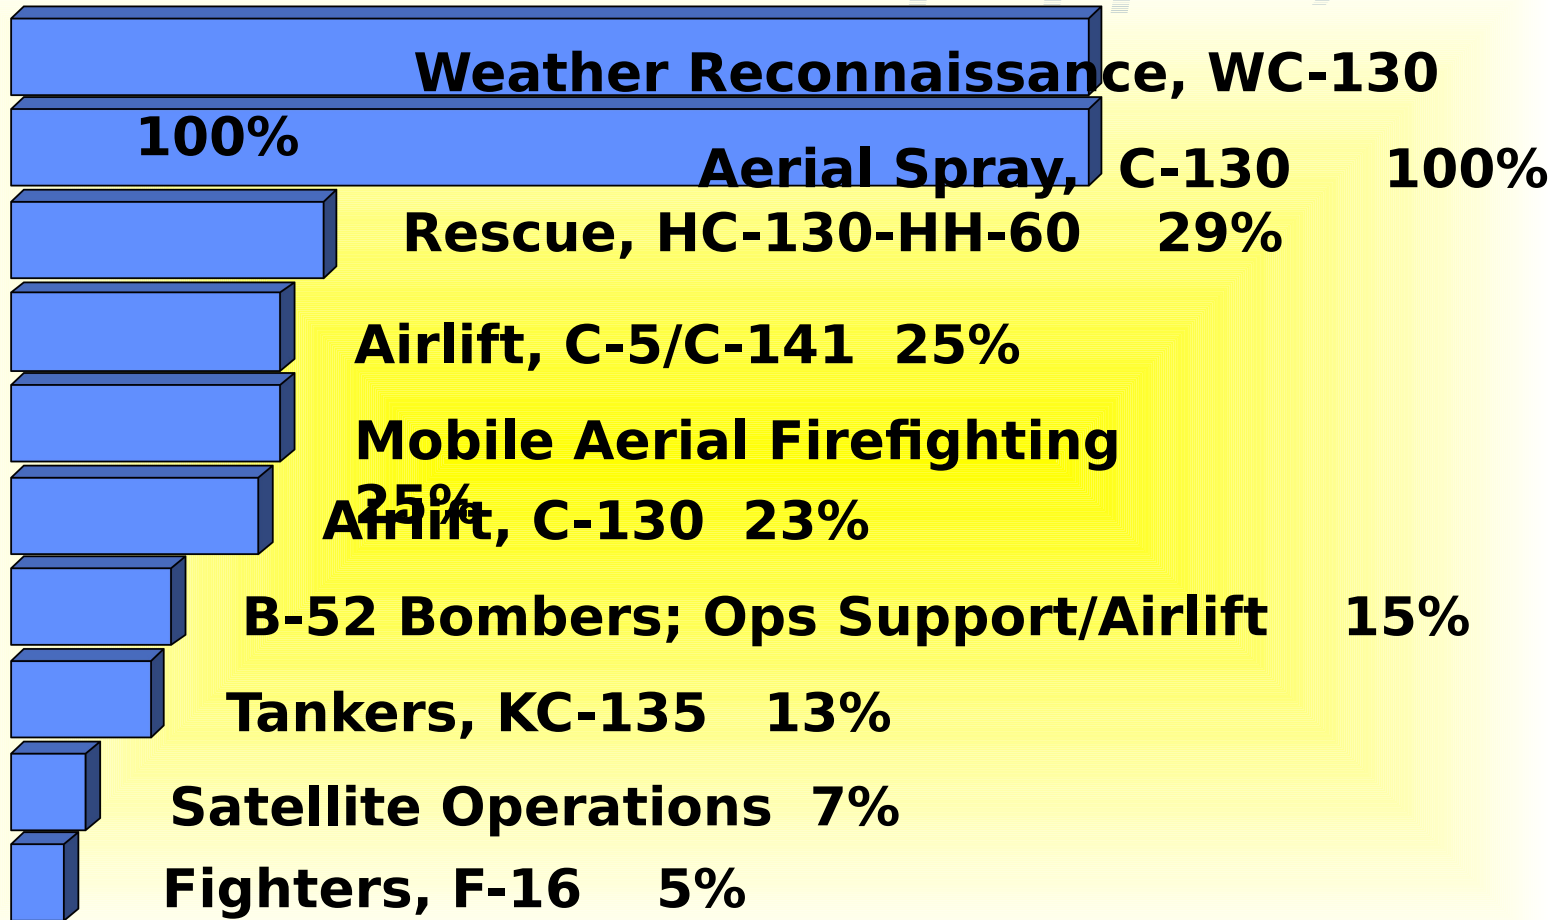 Weather Reconnaissance, WC-130
100%
Aerial Spray, C-130 100%
Rescue, HC-130-HH-60 29%
Airlift, C-5/C-141 25%
Mobile Aerial Firefighting
25%
Airlift, C-130 23%
B-52 Bombers; Ops Support/Airlift 15%
Tankers, KC-135 13%
Satellite Operations 7%
Fighters, F-16 5%